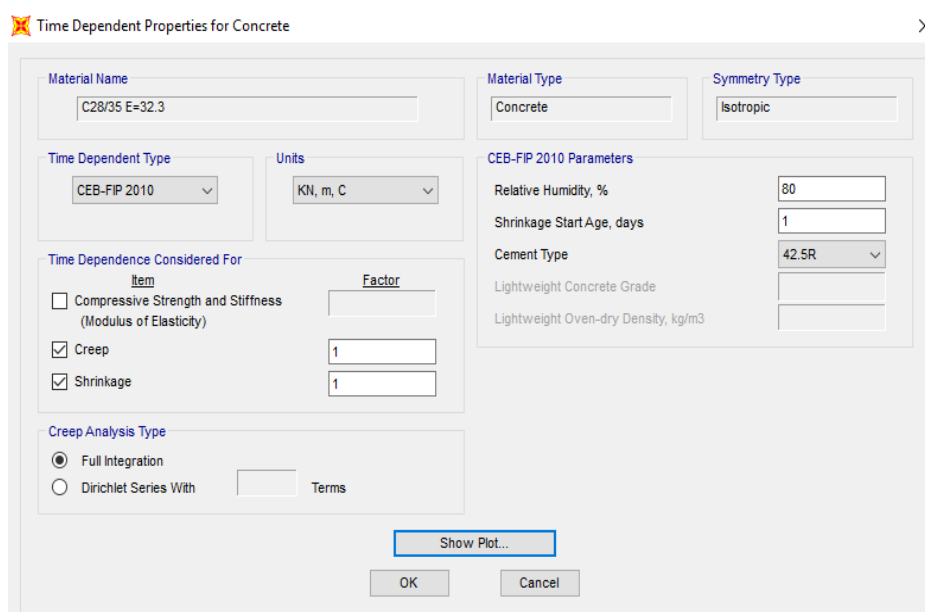 Time Dependent Properties for Concrete
Material Name
C28/35 E=32.3
Material Type
Concrete
Symmetry Type
Isotropic
Time Dependent Type
CEB-FIP 2010
Units
KN, m, C
CEB-FIP 2010 Parameters
Relative Humidity, %
80
Shrinkage Start Age, days
1
Cement Type
42.5R
Lightweight Concrete Grade
Lightweight Oven-dry Density, kg/m3
Time Dependence Considered For
Item
Factor
Compressive Strength and Stiffness
(Modulus of Elasticity)
Creep
1
Shrinkage
1
Creep Analysis Type
Full Integration
Dirichlet Series With
Terms
Show Plot...
OK
Cancel